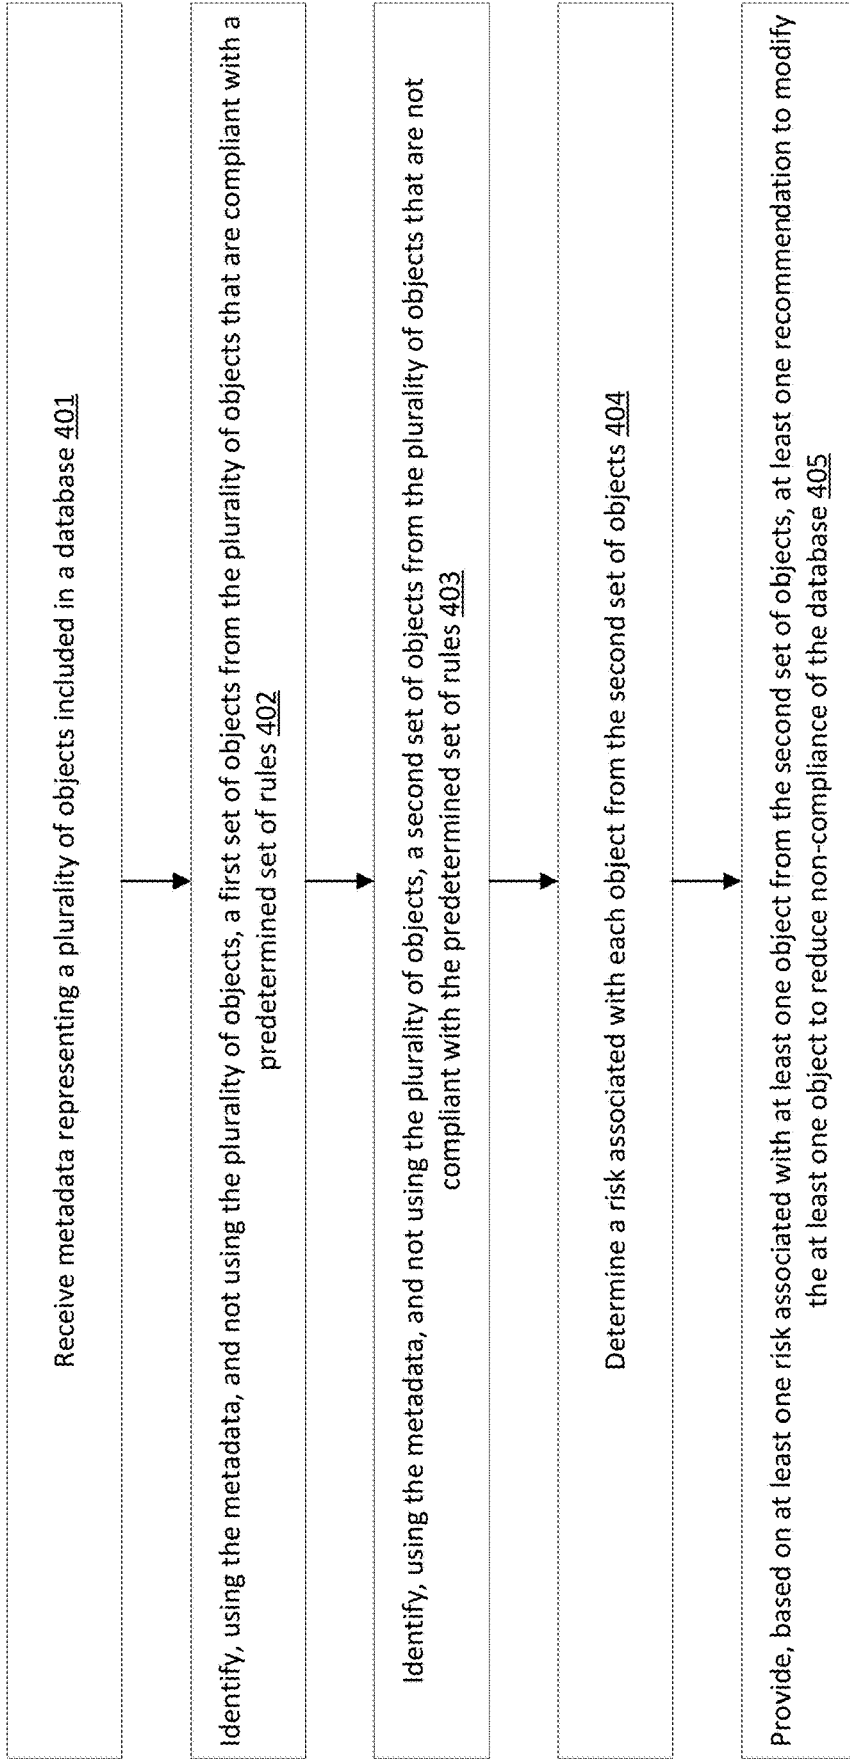 Receive metadata representing a plurality of objects included in a database 401
Identify, using the metadata, and not using the plurality of objects, a first set of objects from the plurality of objects that are compliant with a
predetermined set of rules 402
Identify, using the metadata, and not using the plurality of objects, a second set of objects from the plurality of objects that are not
compliant with the predetermined set of rules 403
Determine a risk associated with each object from the second set of objects 404
Provide, based on at least one risk associated with at least one object from the second set of objects, at least one recommendation to modify
the at least one object to reduce non-compliance of the database 405